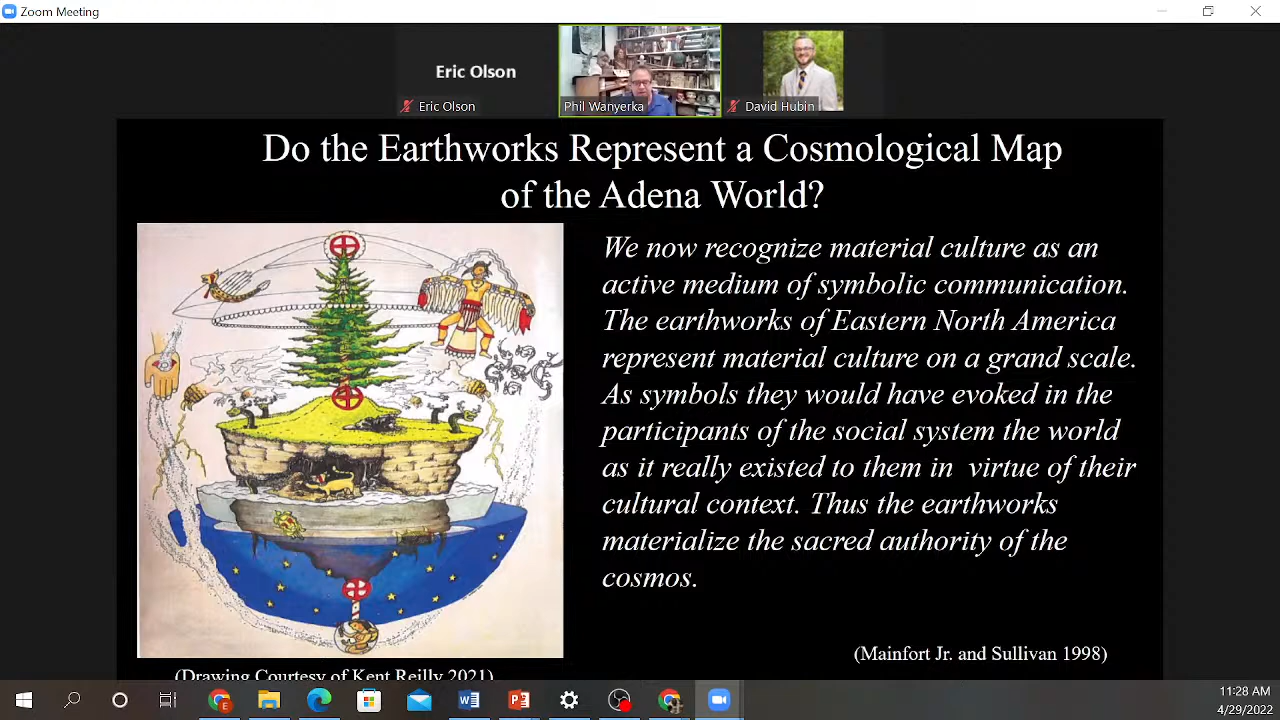 Zoom Meeting
Eric Olson
Eric Olson
Phil Wanyerka
David Hubin
Do the Earthworks Represent a Cosmological Map
of the Adena World?
We now recognize material culture as an
active medium of symbolic communication.
The earthworks of Eastern North America
represent material culture on a grand scale.
As symbols they would have evoked in the
participants of the social system the world
as it really existed to them in virtue of their
cultural context. Thus the earthworks
materialize the sacred authority of the
cosmos.
(Mainfort Jr. and Sullivan 1998)
(Drawing Courtesy of Kent Reilly 2021)
11:28 AM
4/29/2022